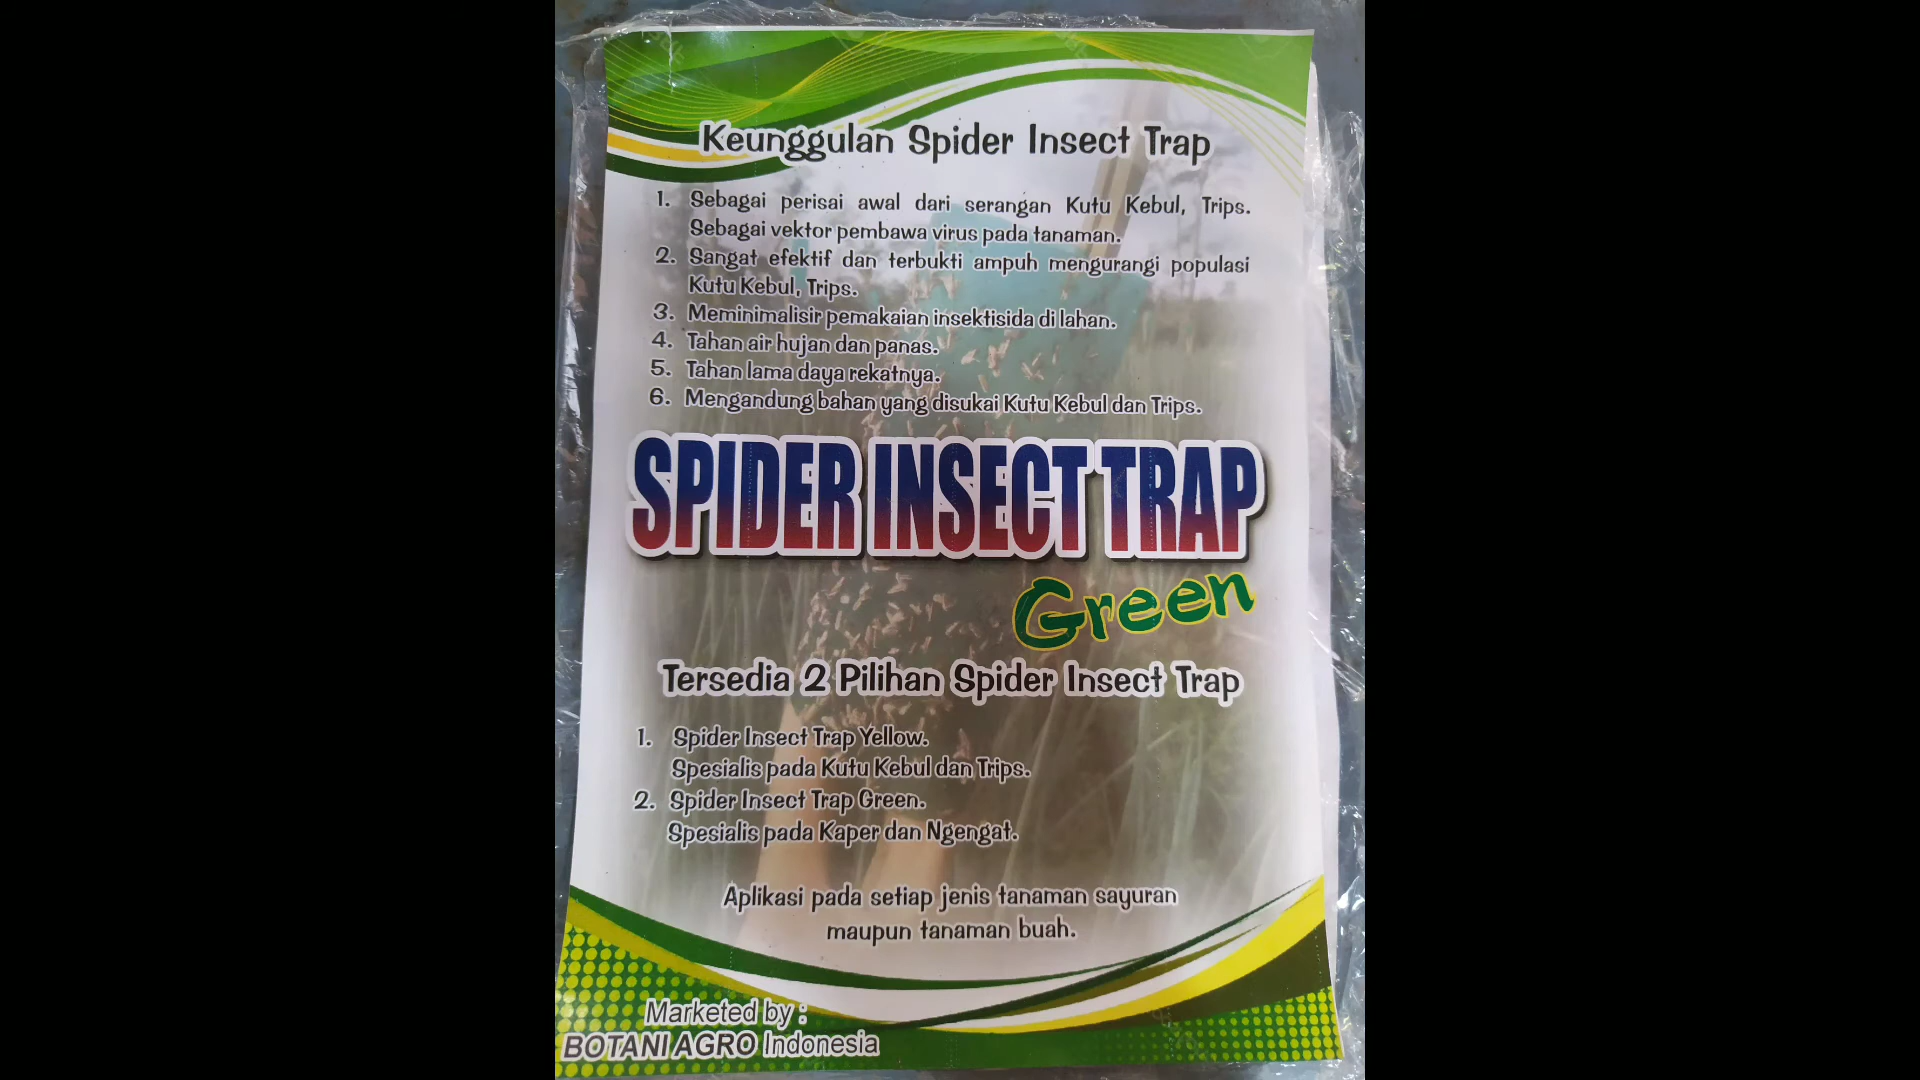 Keunggulan Spider Insect Trap
1. Sebagai perisai awal dari serangan Kutu Kebul, Trips.
Sebagai vektor pembawa virus pada tanaman.
2. Sangat efektif dan terbukti ampuh mengurangi populasi
Kutu Kebul, Trips.
3. Meminimalisir pemakaian insektisida di lahan.
4. Tahan air hujan dan panas.
5. Tahan lama daya rekatnya.
6. Mengandung bahan yang disukai Kutu Kebul dan Trips.
SPIDER INSECT TRAP
Green
Tersedia 2 Pilihan Spider Insect Trap
1. Spider Insect Trap Yellow.
Spesialis pada Kutu Kebul dan Trips.
2. Spider Insect Trap Green.
Spesialis pada Kaper dan Ngengat.
Aplikasi pada setiap jenis tanaman sayuran
maupun tanaman buah.
Marketed by :
BOTANI AGRO Indonesia